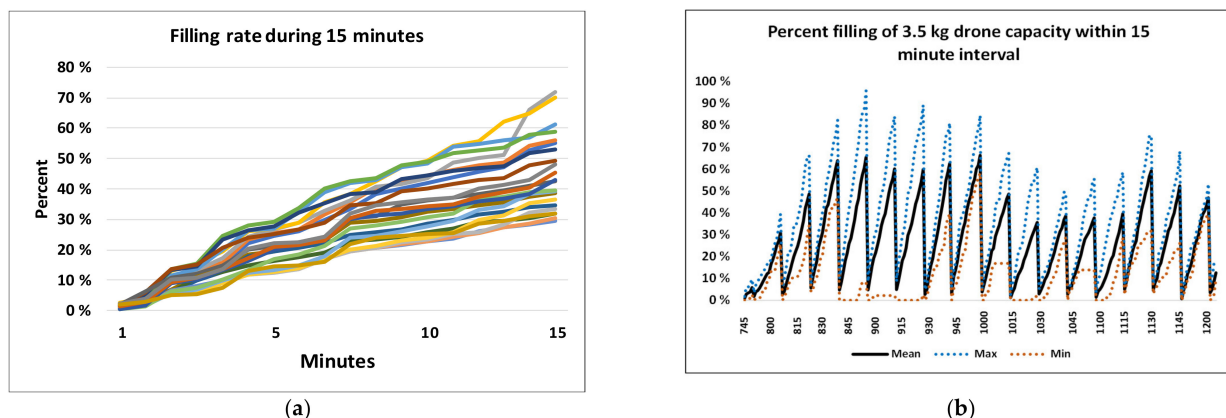 Filling rate during 15 minutes
80 %
70 %
60 %
50 %
40 %
30 %
20 %
10 %
0 %
Percent
1 5 10 15
Minutes
(a)
Percent filling of 3.5 kg drone capacity within 15
minute interval
100 %
90 %
80 %
70 %
60 %
50 %
40 %
30 %
20 %
10 %
0 %
745 800 815 830 845 900 915 930 945 1000 1015 1030 1045 1100 1115 1130 1145 1200
Mean Max Min
(b)